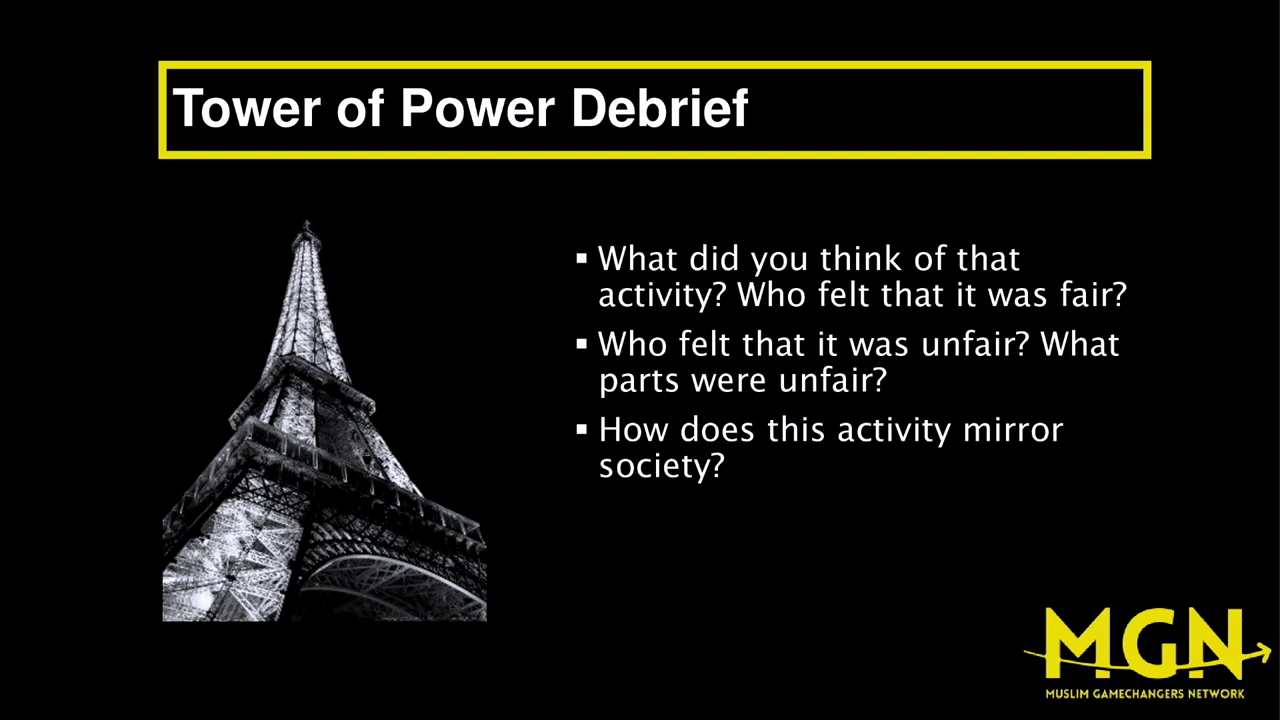 Tower of Power Debrief
▪ What did you think of that
activity? Who felt that it was fair?
▪ Who felt that it was unfair? What
parts were unfair?
▪ How does this activity mirror
society?
MGN
MUSLIM GAMECHANGERS NETWORK